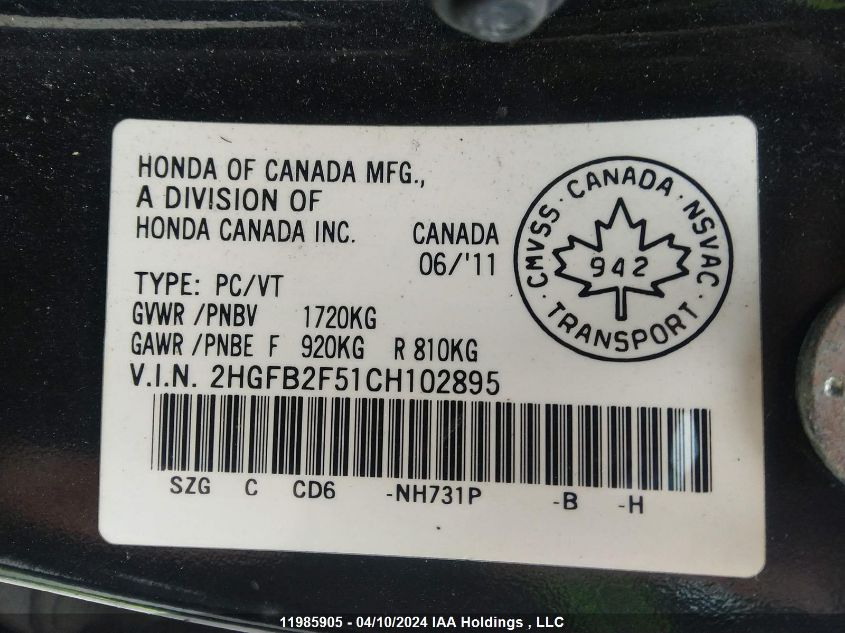 HONDA OF CANADA MFG.,
A DIVISION OF
HONDA CANADA INC. CANADA
06/'11
TYPE: PC/VT
GVWR /PNBV 1720KG
GAWR /PNBE F 920KG R 810KG
V.I.N. 2HGFB2F51CH102895
SZG C CD6 -NH731P -B -H
CMVSS · CANADA · NSVAC · TRANSPORT ·
942
11985905 - 04/10/2024 IAA Holdings , LLC